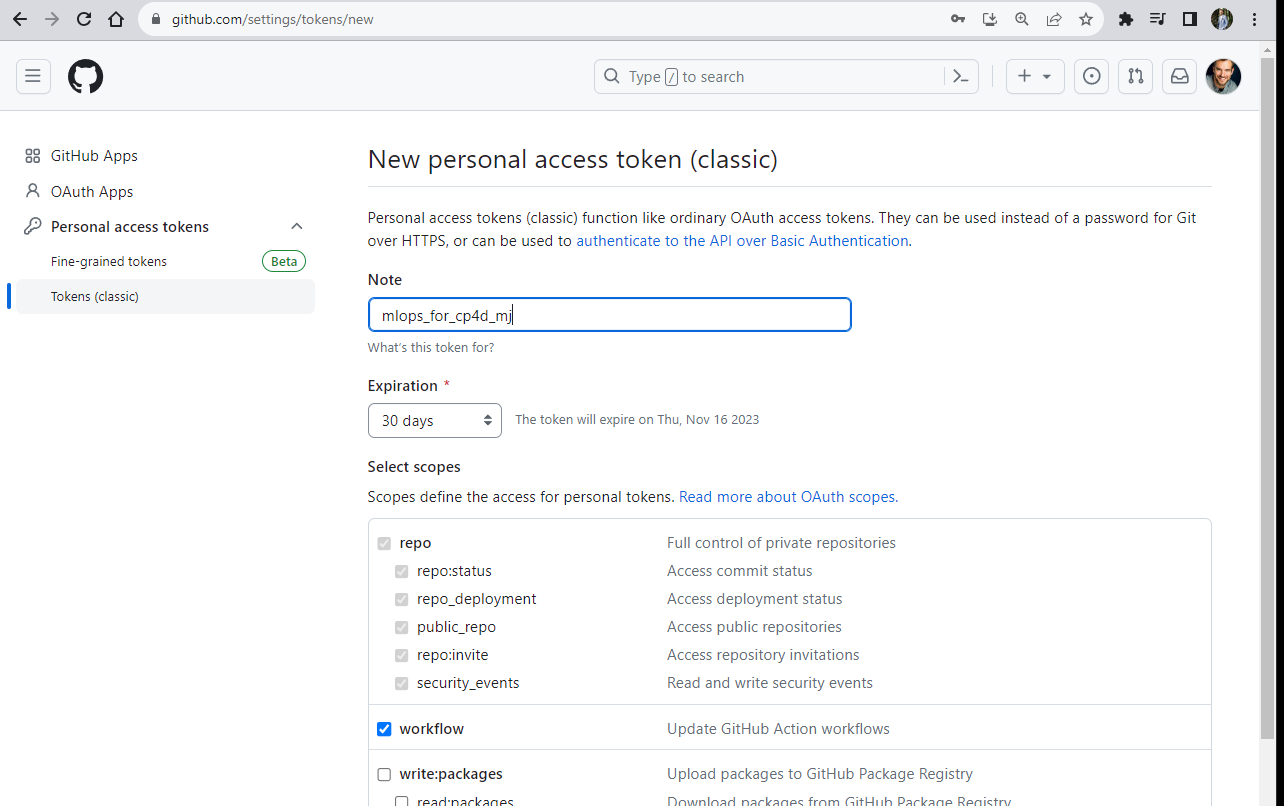 github.com/settings/tokens/new
Type / to search
GitHub Apps
OAuth Apps
Personal access tokens
Fine-grained tokens Beta
Tokens (classic)
New personal access token (classic)
Personal access tokens (classic) function like ordinary OAuth access tokens. They can be used instead of a password for Git
over HTTPS, or can be used to authenticate to the API over Basic Authentication.
Note
mlops_for_cp4d_mj
What's this token for?
Expiration *
30 days The token will expire on Thu, Nov 16 2023
Select scopes
Scopes define the access for personal tokens. Read more about OAuth scopes.
repo Full control of private repositories
repo:status Access commit status
repo_deployment Access deployment status
public_repo Access public repositories
repo:invite Access repository invitations
security_events Read and write security events
workflow Update GitHub Action workflows
write:packages Upload packages to GitHub Package Registry
read:packages Download packages from GitHub Package Registry